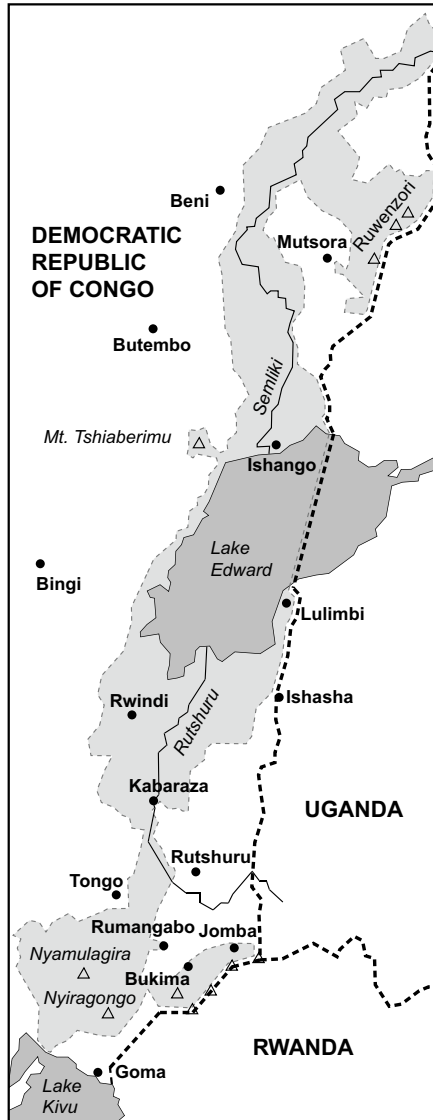 Ruwenzori
Beni
Mutsora
DEMOCRATIC
REPUBLIC
OF CONGO
Butembo
Semliki
Mt. Tshiaberimu
Ishango
Lake
Edward
Bingi
Lulimbi
Ishasha
Rwindi
Rutshuru
Kabaraza
UGANDA
Rutshuru
Tongo
Rumangabo
Jomba
Nyamulagira
Bukima
Nyiragongo
RWANDA
Goma
Lake
Kivu